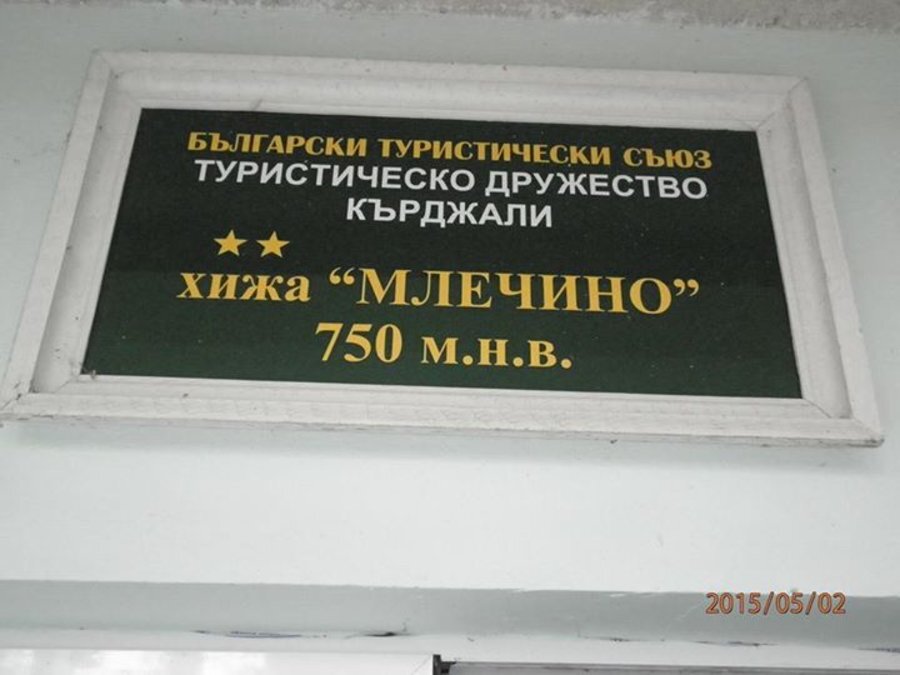 БЪЛГАРСКИ ТУРИСТИЧЕСКИ СЪЮЗ
ТУРИСТИЧЕСКО ДРУЖЕСТВО
КЪРДЖАЛИ
хижа “МЛЕЧИНО”
750 м.н.в.
2015/05/02